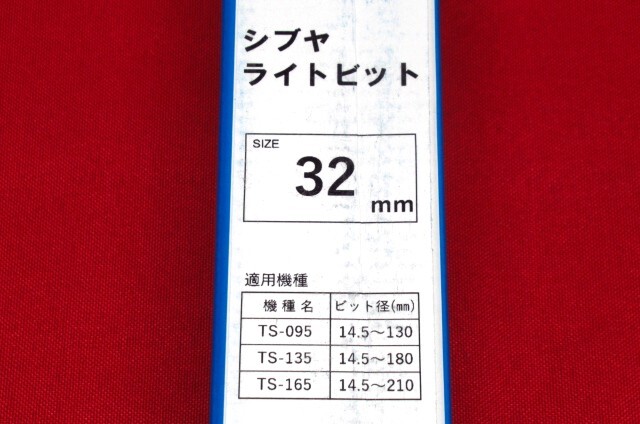 シブヤ
ライトビット
SIZE
32
mm
適用機種
機種名 ビット径(㎜)
TS-095 14.5～130
TS-135 14.5～180
TS-165 14.5～210